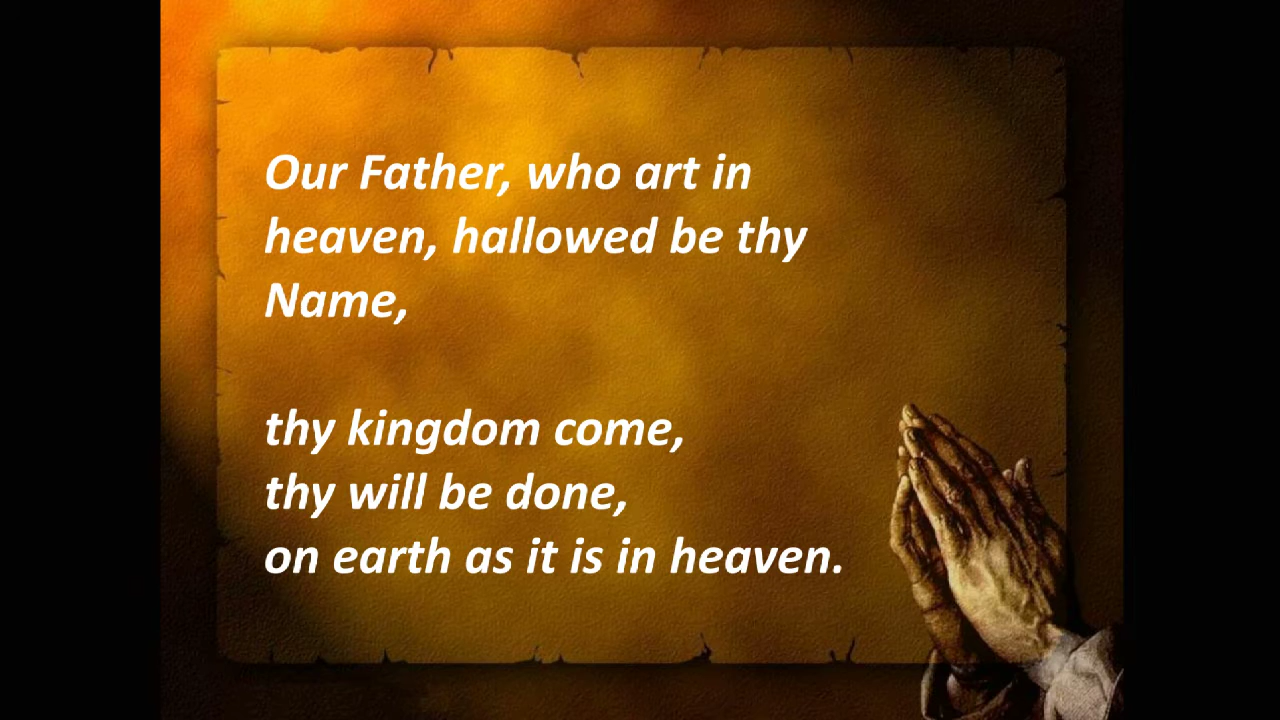 Our Father, who art in
heaven, hallowed be thy
Name,
thy kingdom come,
thy will be done,
on earth as it is in heaven.